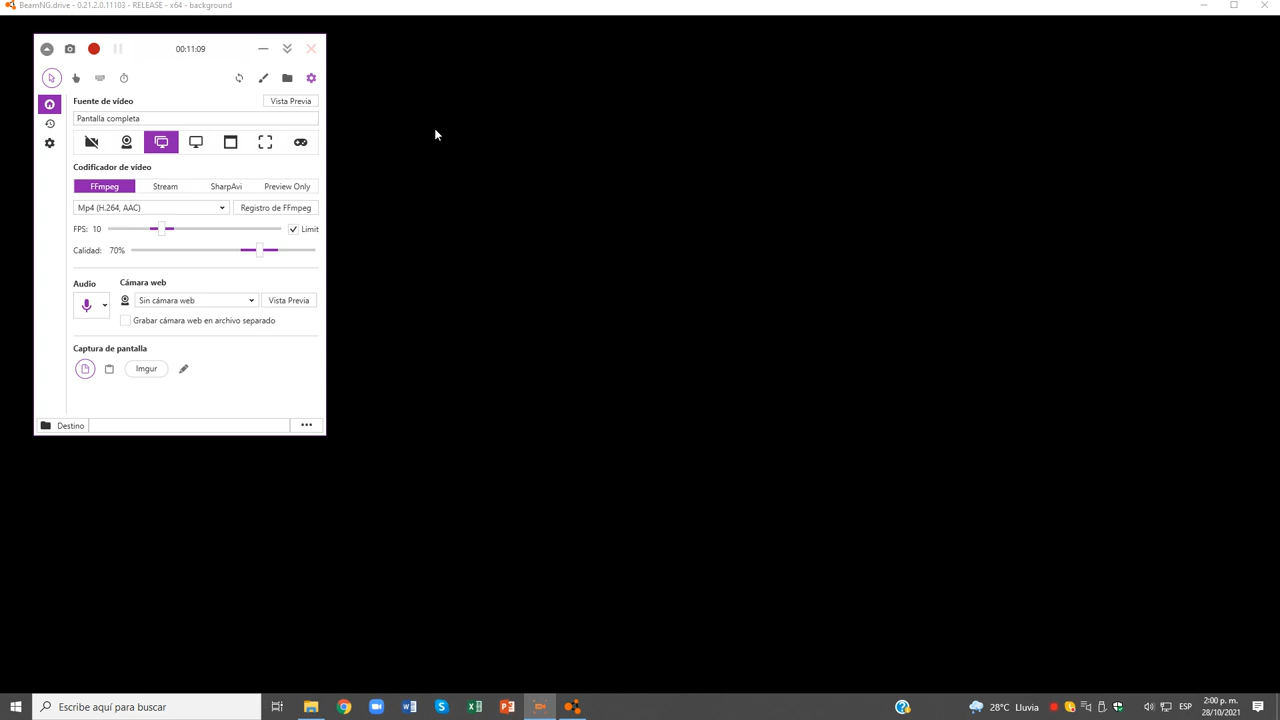 BeamNG.drive - 0.21.2.0.11103 - RELEASE - x64 - background
00:11:09
Fuente de vídeo
Vista Previa
Pantalla completa
Codificador de vídeo
FFmpeg Stream SharpAvi Preview Only
Mp4 (H.264, AAC) Registro de FFmpeg
FPS: 10 Limit
Calidad: 70%
Audio
Cámara web
Sin cámara web Vista Previa
Grabar cámara web en archivo separado
Captura de pantalla
Imgur
Destino
Escribe aquí para buscar
28°C Lluvia
ESP
2:00 p. m.
28/10/2021